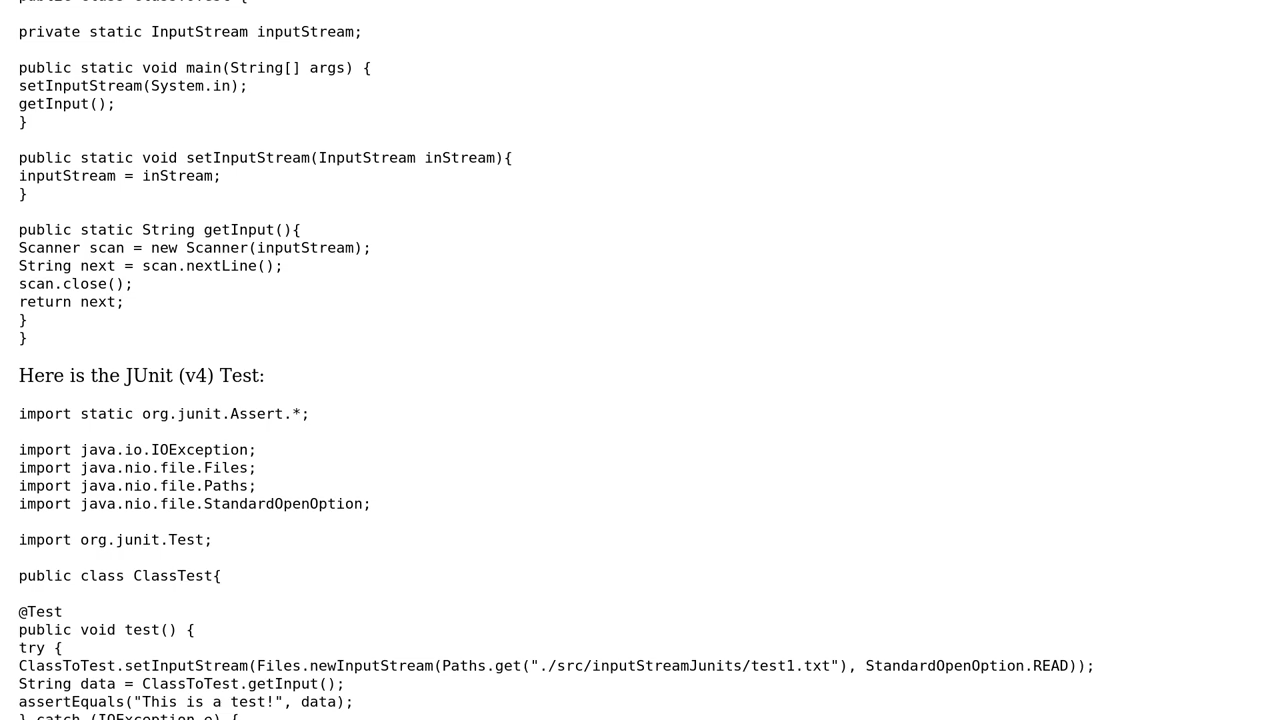 public class ClassToTest {
private static InputStream inputStream;
public static void main(String[] args) {
setInputStream(System.in);
getInput();
}
public static void setInputStream(InputStream inStream){
inputStream = inStream;
}
public static String getInput(){
Scanner scan = new Scanner(inputStream);
String next = scan.nextLine();
scan.close();
return next;
}
}
Here is the JUnit (v4) Test:
import static org.junit.Assert.*;
import java.io.IOException;
import java.nio.file.Files;
import java.nio.file.Paths;
import java.nio.file.StandardOpenOption;
import org.junit.Test;
public class ClassTest{
@Test
public void test() {
try {
ClassToTest.setInputStream(Files.newInputStream(Paths.get("./src/inputStreamJunits/test1.txt"), StandardOpenOption.READ));
String data = ClassToTest.getInput();
assertEquals("This is a test!", data);
} catch (IOException e) {